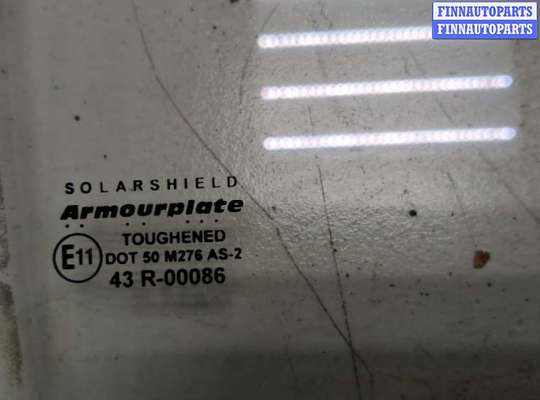 FINNAUTOPARTS
FINNAUTOPARTS
SOLARSHIELD
Armourplate
TOUGHENED
E11 DOT 50 M276 AS-2
43 R-00086